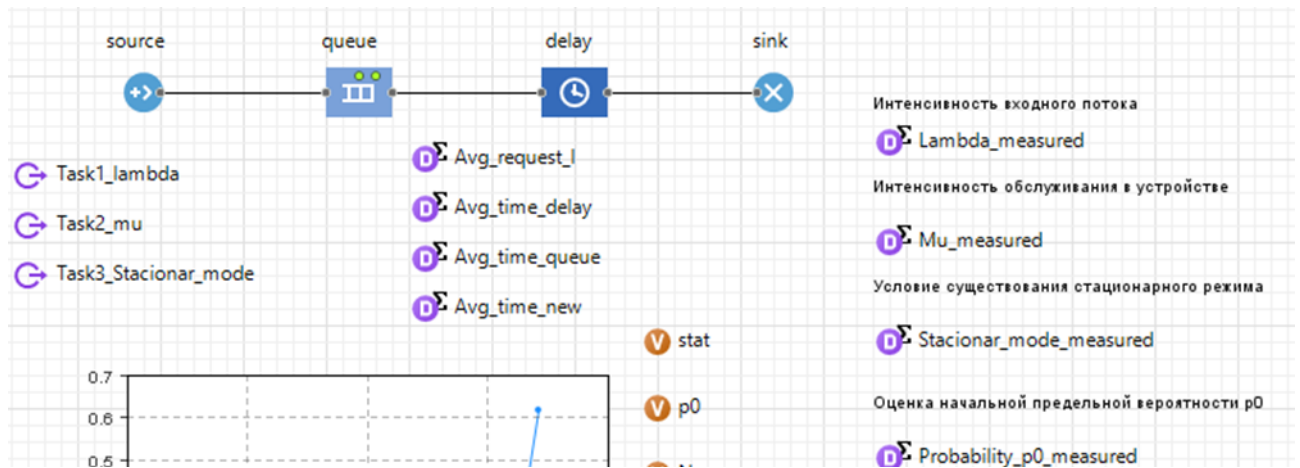 source queue delay sink
Интенсивность входного потока
Lambda_measured
Avg_request_l
Task1_lambda
Интенсивность обслуживания в устройстве
Avg_time_delay
Task2_mu
Mu_measured
Avg_time_queue
Task3_Stacionar_mode
Условие существования стационарного режима
Avg_time_new
stat
Stacionar_mode_measured
0.7
Оценка начальной предельной вероятности p0
p0
0.6
Probability_p0_measured
0.5